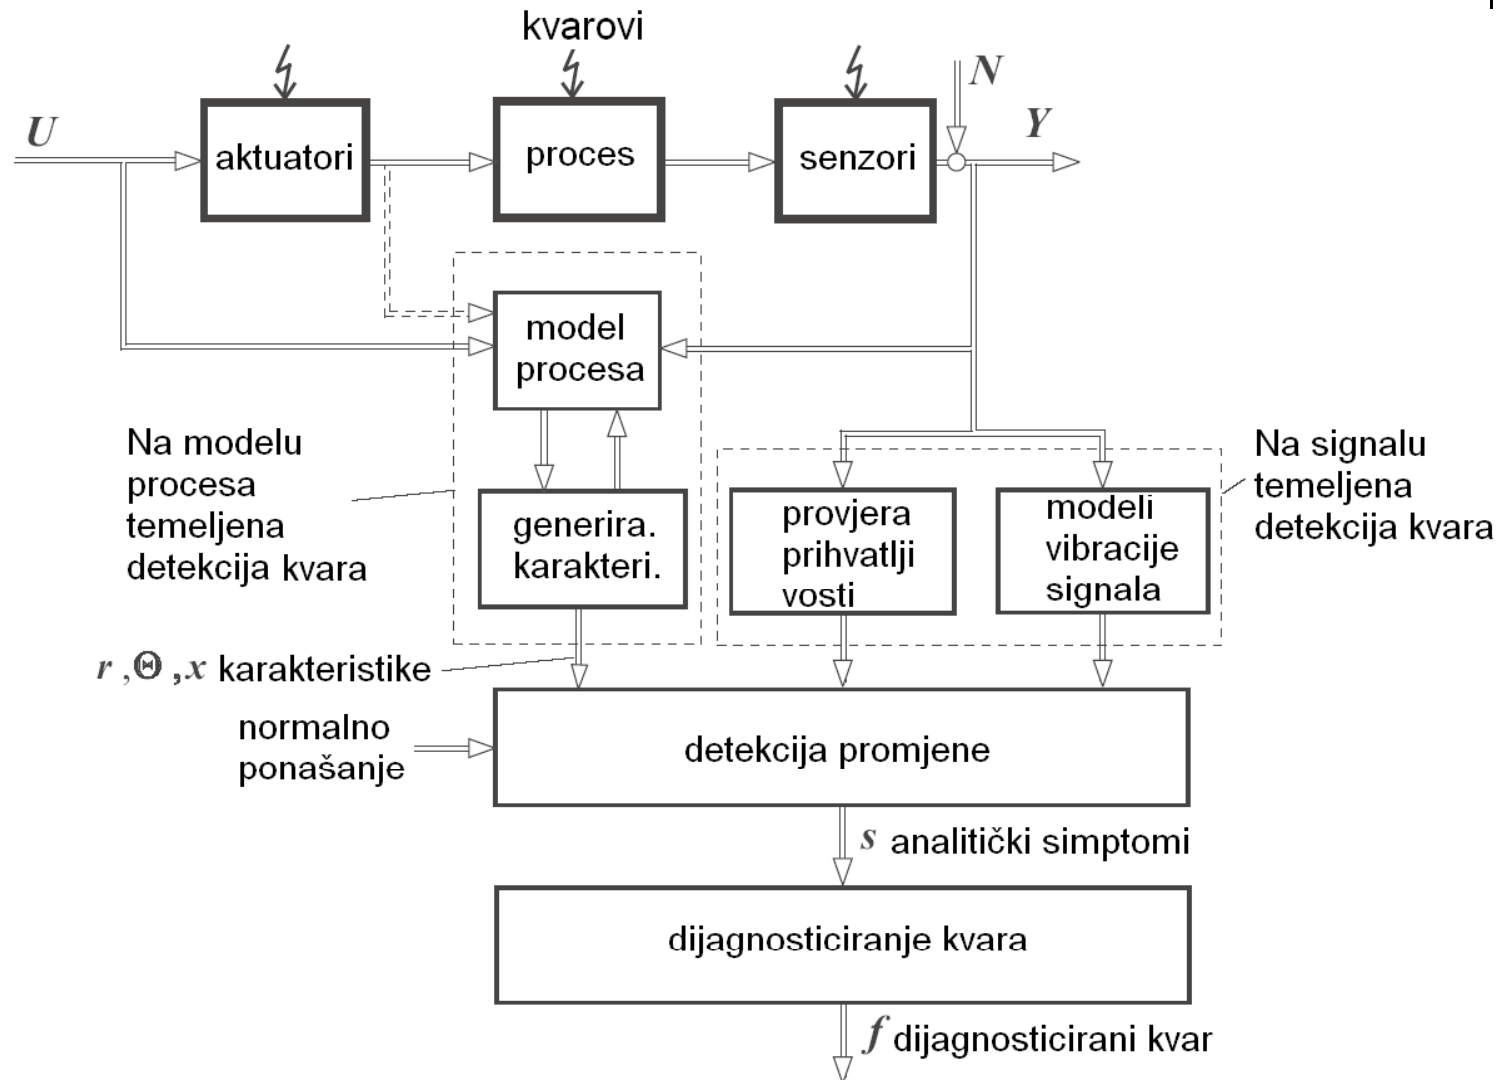 kvarovi
N
U
Y
aktuatori
proces
senzori
model
procesa
Na modelu
procesa
temeljena
detekcija kvara
Na signalu
temeljena
detekcija kvara
generira.
karakteri.
provjera
prihvatlji
vosti
modeli
vibracije
signala
r ,Θ ,x karakteristike
normalno
ponašanje
detekcija promjene
s analitički simptomi
dijagnosticiranje kvara
f dijagnosticirani kvar